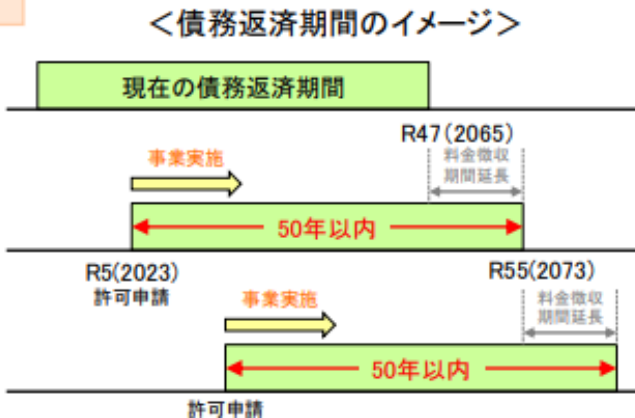 ＜債務返済期間のイメージ＞
現在の債務返済期間
R47(2065)
事業実施
料金徴収
期間延長
50年以内
R5(2023)
許可申請
R55(2073)
事業実施
料金徴収
期間延長
50年以内
許可申請